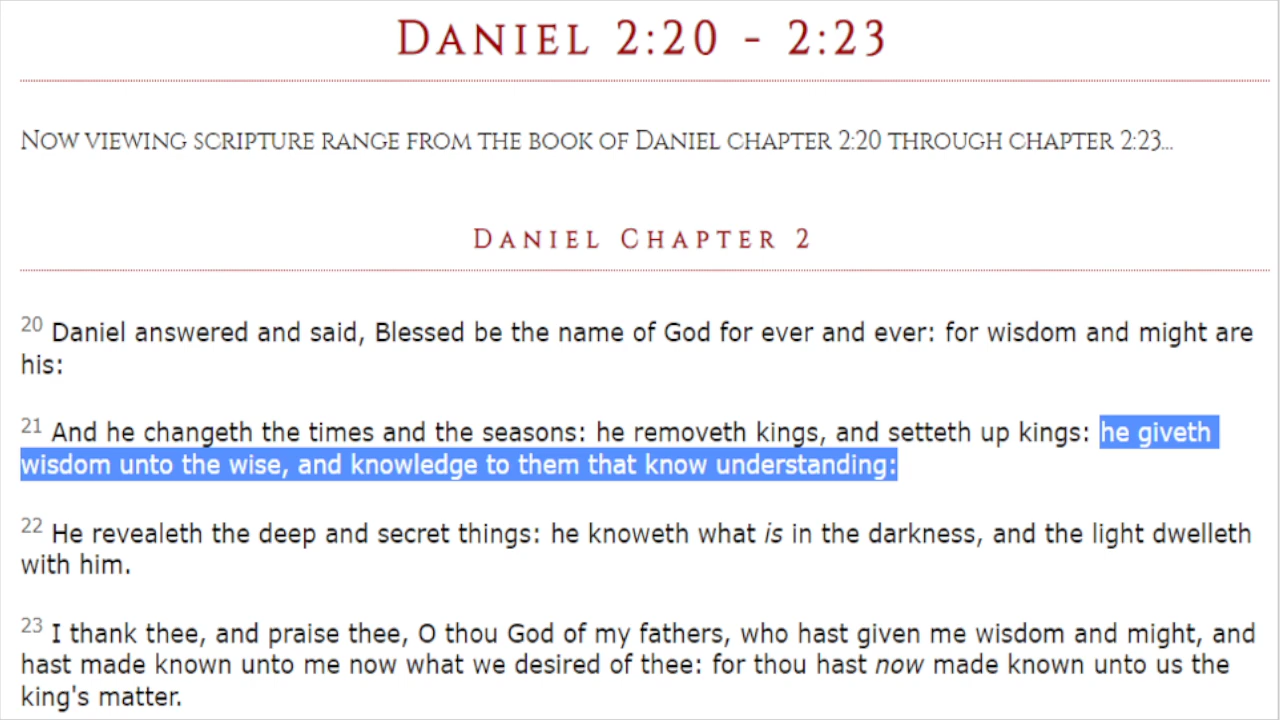 Daniel 2:20 - 2:23
Now viewing scripture range from the book of Daniel chapter 2:20 through chapter 2:23...
Daniel Chapter 2
20 Daniel answered and said, Blessed be the name of God for ever and ever: for wisdom and might are
his:
21 And he changeth the times and the seasons: he removeth kings, and setteth up kings: he giveth
wisdom unto the wise, and knowledge to them that know understanding:
22 He revealeth the deep and secret things: he knoweth what is in the darkness, and the light dwelleth
with him.
23 I thank thee, and praise thee, O thou God of my fathers, who hast given me wisdom and might, and
hast made known unto me now what we desired of thee: for thou hast now made known unto us the
king's matter.